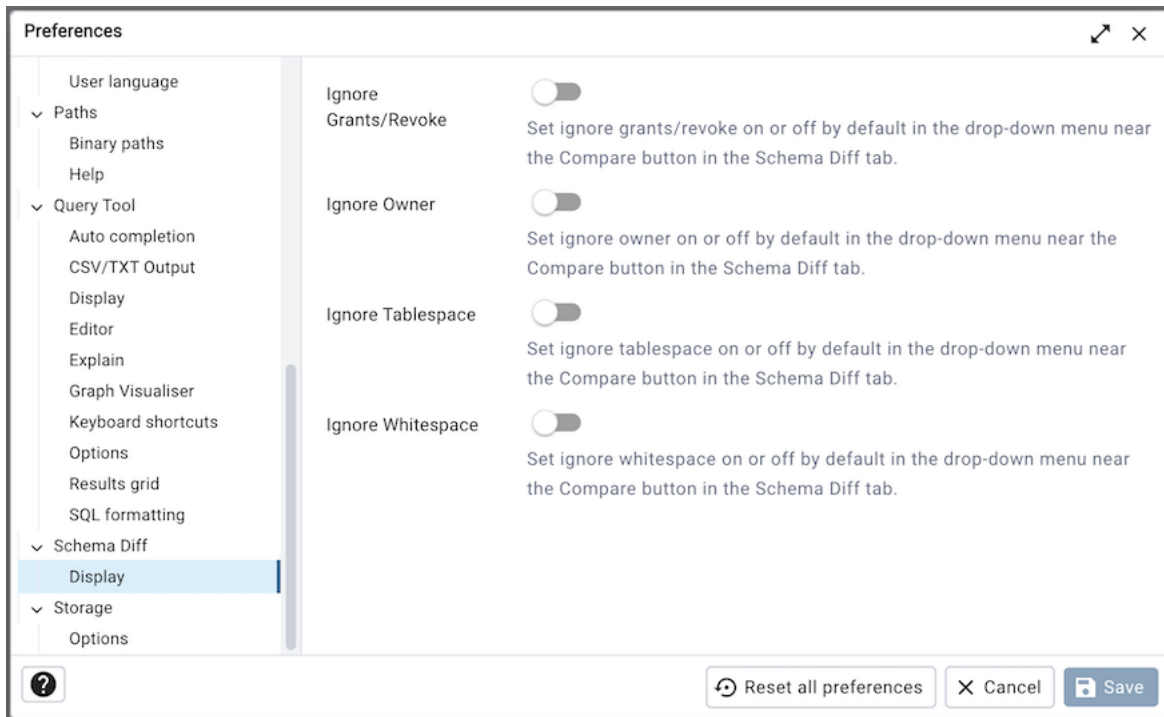 Preferences
User language
Paths
Binary paths
Help
Query Tool
Auto completion
CSV/TXT Output
Display
Editor
Explain
Graph Visualiser
Keyboard shortcuts
Options
Results grid
SQL formatting
Schema Diff
Display
Storage
Options
Ignore
Grants/Revoke
Set ignore grants/revoke on or off by default in the drop-down menu near
the Compare button in the Schema Diff tab.
Ignore Owner
Set ignore owner on or off by default in the drop-down menu near the
Compare button in the Schema Diff tab.
Ignore Tablespace
Set ignore tablespace on or off by default in the drop-down menu near
the Compare button in the Schema Diff tab.
Ignore Whitespace
Set ignore whitespace on or off by default in the drop-down menu near
the Compare button in the Schema Diff tab.
?
Reset all preferences
Cancel
Save